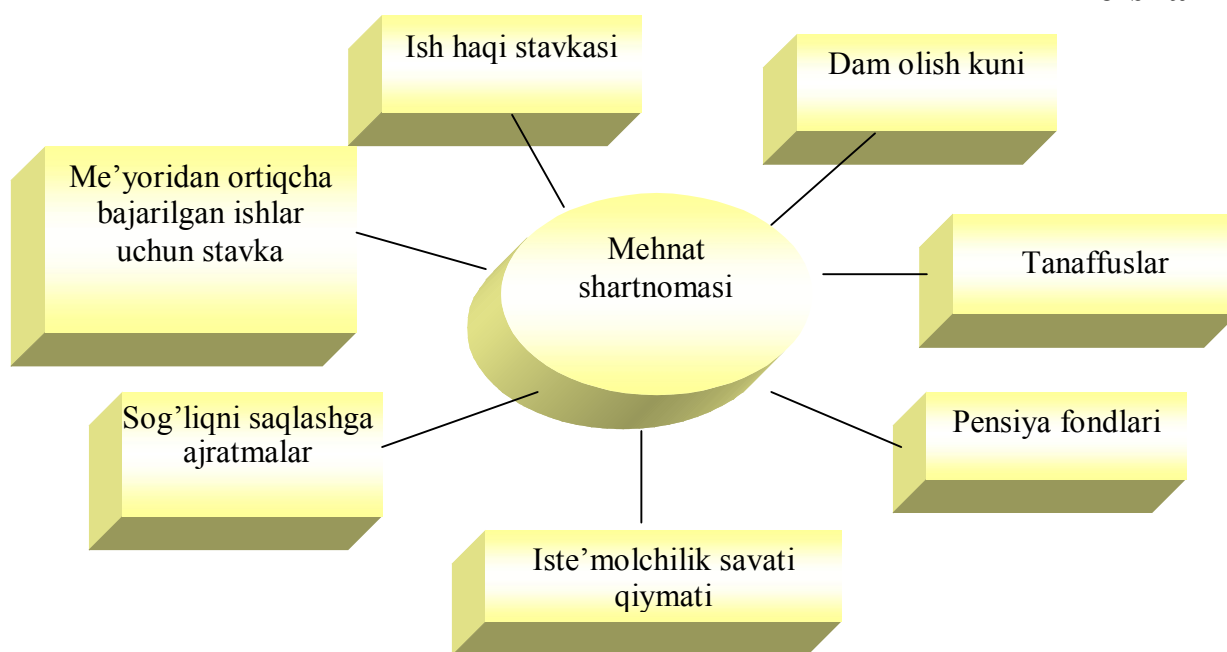 Ish haqi stavkasi
Dam olish kuni
Me’yoridan ortiqcha
bajarilgan ishlar
uchun stavka
Mehnat
shartnomasi
Tanaffuslar
Sog’liqni saqlashga
ajratmalar
Pensiya fondlari
Iste’molchilik savati
qiymati